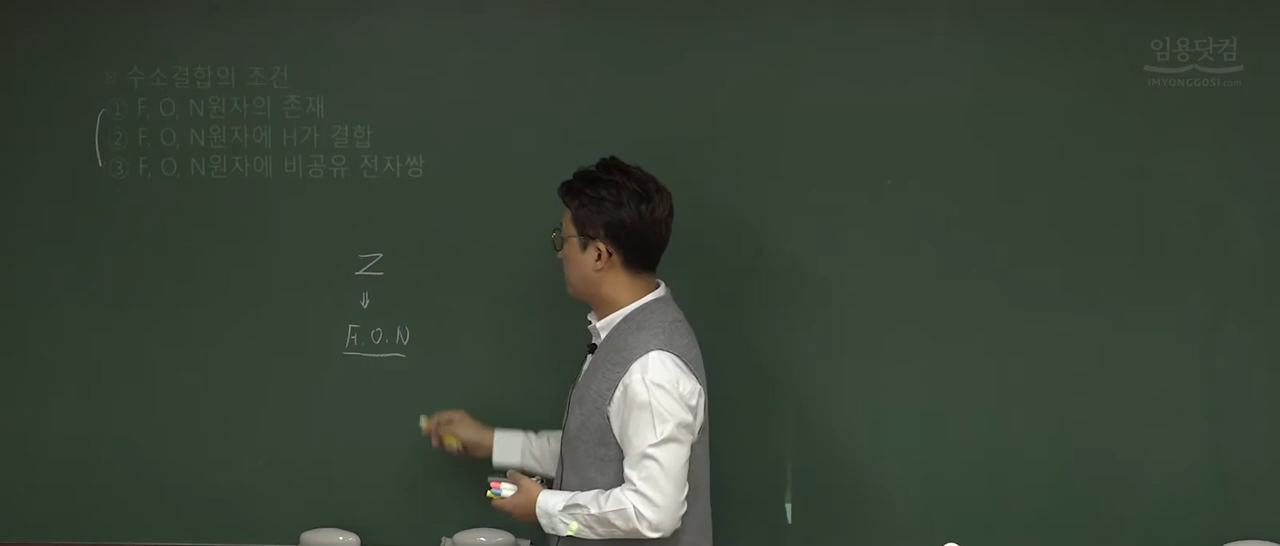 ※ 수소결합의 조건
① F, O, N원자의 존재
② F, O, N원자에 H가 결합
③ F, O, N원자에 비공유 전자쌍
Z
⇓
F. O. N
임용닷컴
iMYONGGOSI.com